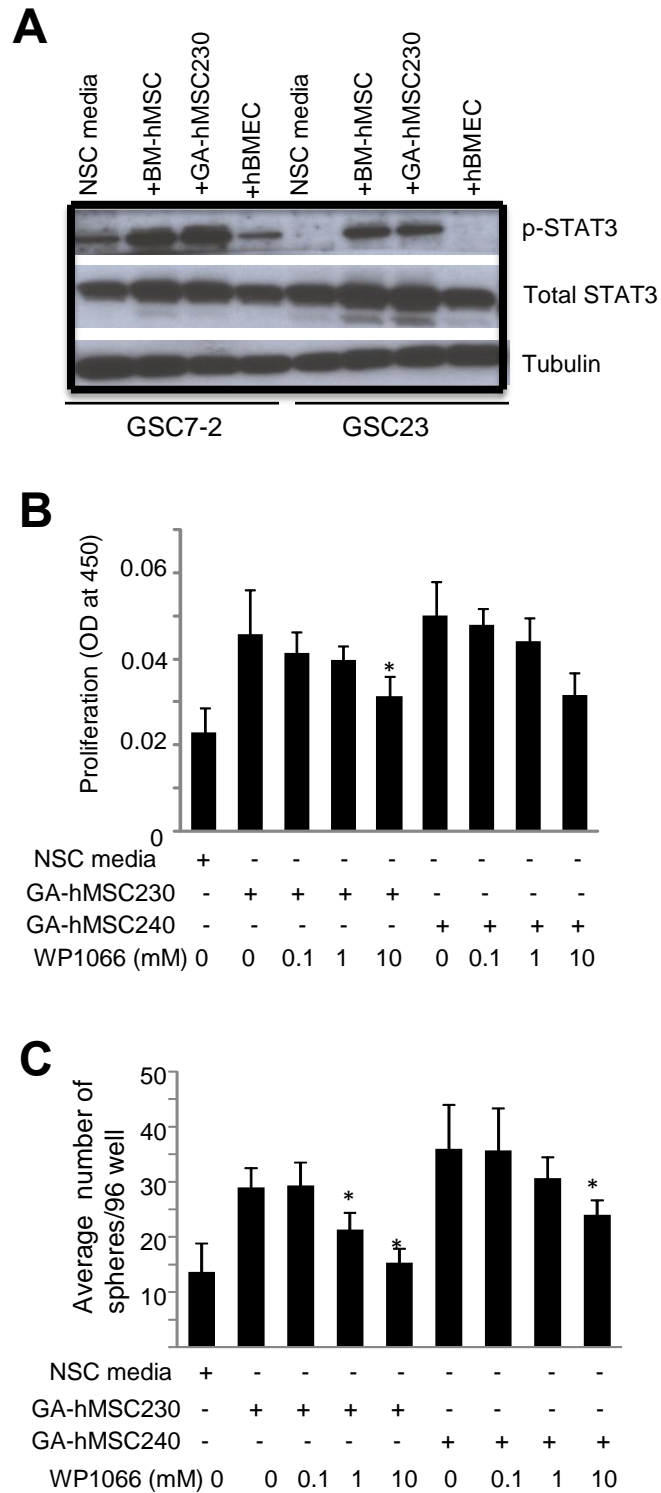 A
NSC media
+BM-hMSC
+GA-hMSC230
+hBMEC
NSC media
+BM-hMSC
+GA-hMSC230
+hBMEC
p-STAT3
Total STAT3
Tubulin
GSC7-2
GSC23
B
Proliferation (OD at 450)
0.06
0.04
0.02
0
*
NSC media + - - - - - - - -
GA-hMSC230 - + + + + - - - -
GA-hMSC240 - - - - - + + + +
WP1066 (mM) 0 0 0.1 1 10 0 0.1 1 10
C
Average number of
spheres/96 well
50
40
30
20
10
* * *
NSC media + - - - - - - - -
GA-hMSC230 - + + + + - - - -
GA-hMSC240 - - - - - + + + +
WP1066 (mM) 0 0 0.1 1 10 0 0.1 1 10